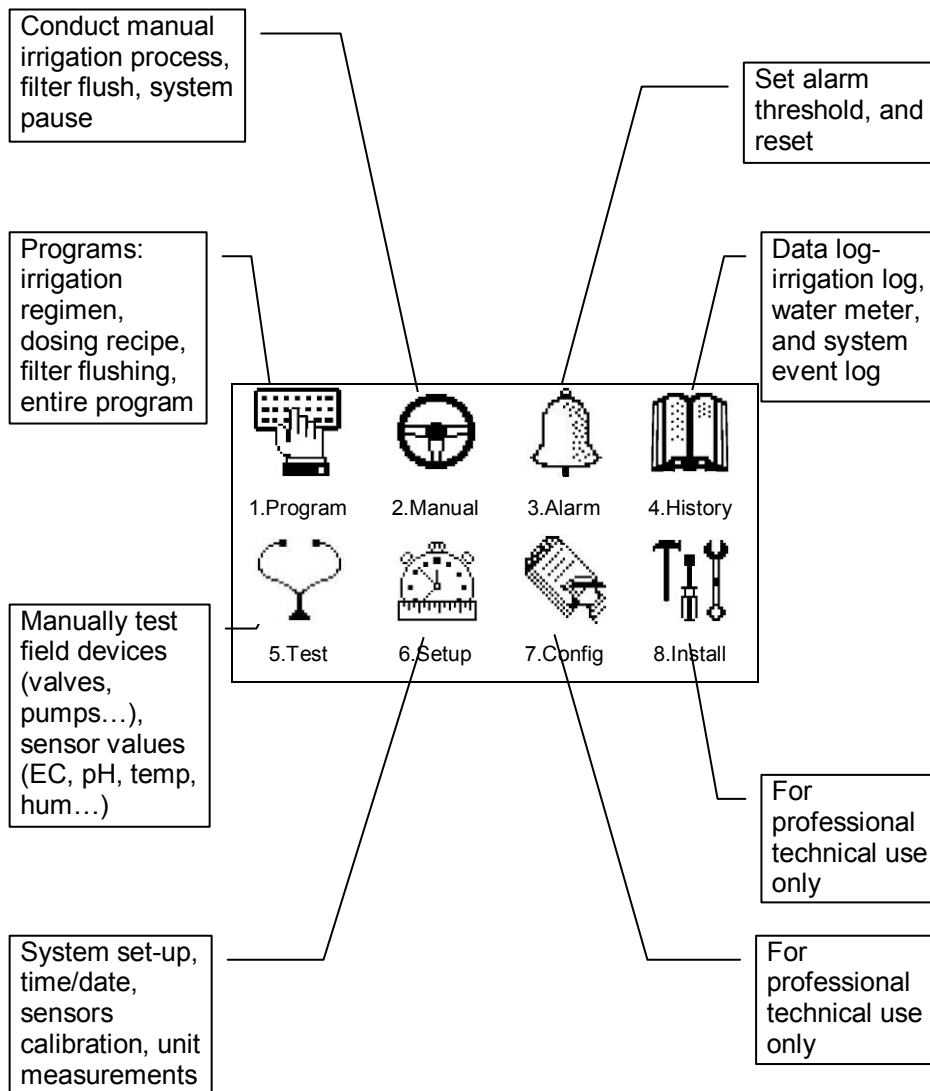 Conduct manual
irrigation process,
filter flush, system
pause
Set alarm
threshold, and
reset
Programs:
irrigation
regimen,
dosing recipe,
filter flushing,
entire program
Data log-
irrigation log,
water meter,
and system
event log
1.Program
2.Manual
3.Alarm
4.History
5.Test
6.Setup
7.Config
8.Install
Manually test
field devices
(valves,
pumps…),
sensor values
(EC, pH, temp,
hum…)
For
professional
technical use
only
System set-up,
time/date,
sensors
calibration, unit
measurements
For
professional
technical use
only